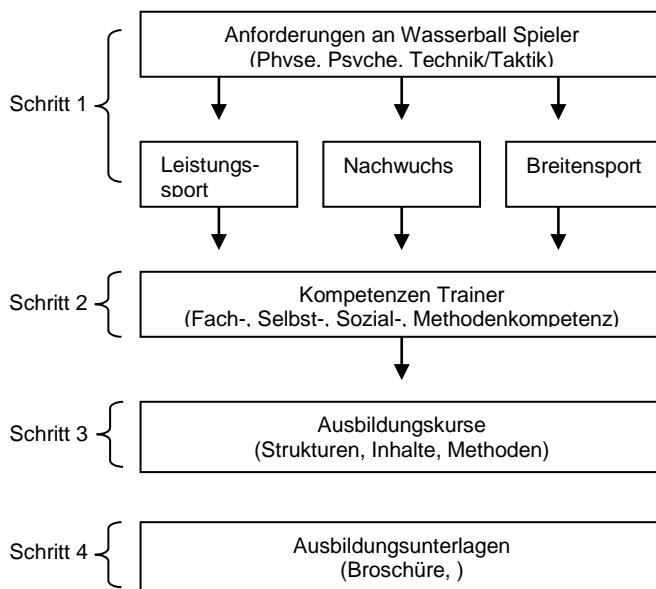 Anforderungen an Wasserball Spieler
(Physe, Psyche, Technik/Taktik)
Schritt 1
Leistungs-
sport
Nachwuchs
Breitensport
Schritt 2
Kompetenzen Trainer
(Fach-, Selbst-, Sozial-, Methodenkompetenz)
Schritt 3
Ausbildungskurse
(Strukturen, Inhalte, Methoden)
Schritt 4
Ausbildungsunterlagen
(Broschüre, )